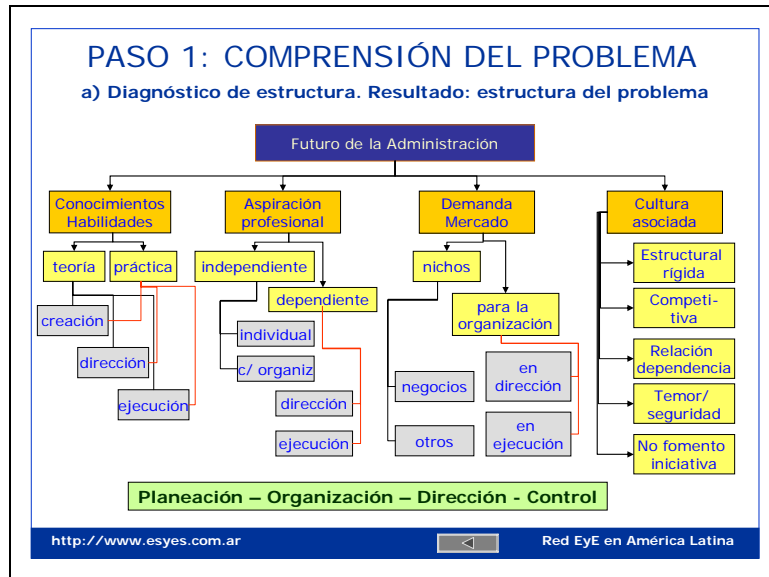 PASO 1: COMPRENSIÓN DEL PROBLEMA
a) Diagnóstico de estructura. Resultado: estructura del problema
Futuro de la Administración
Conocimientos
Habilidades
Aspiración
profesional
Demanda
Mercado
Cultura
asociada
teoría
práctica
creación
dirección
ejecución
independiente
dependiente
individual
c/ organiz
dirección
ejecución
nichos
para la
organización
negocios
otros
en
dirección
en
ejecución
Estructural
rígida
Competi-
tiva
Relación
dependencia
Temor/
seguridad
No fomento
iniciativa
Planeación – Organización – Dirección - Control
http://www.esyes.com.ar
Red EyE en América Latina